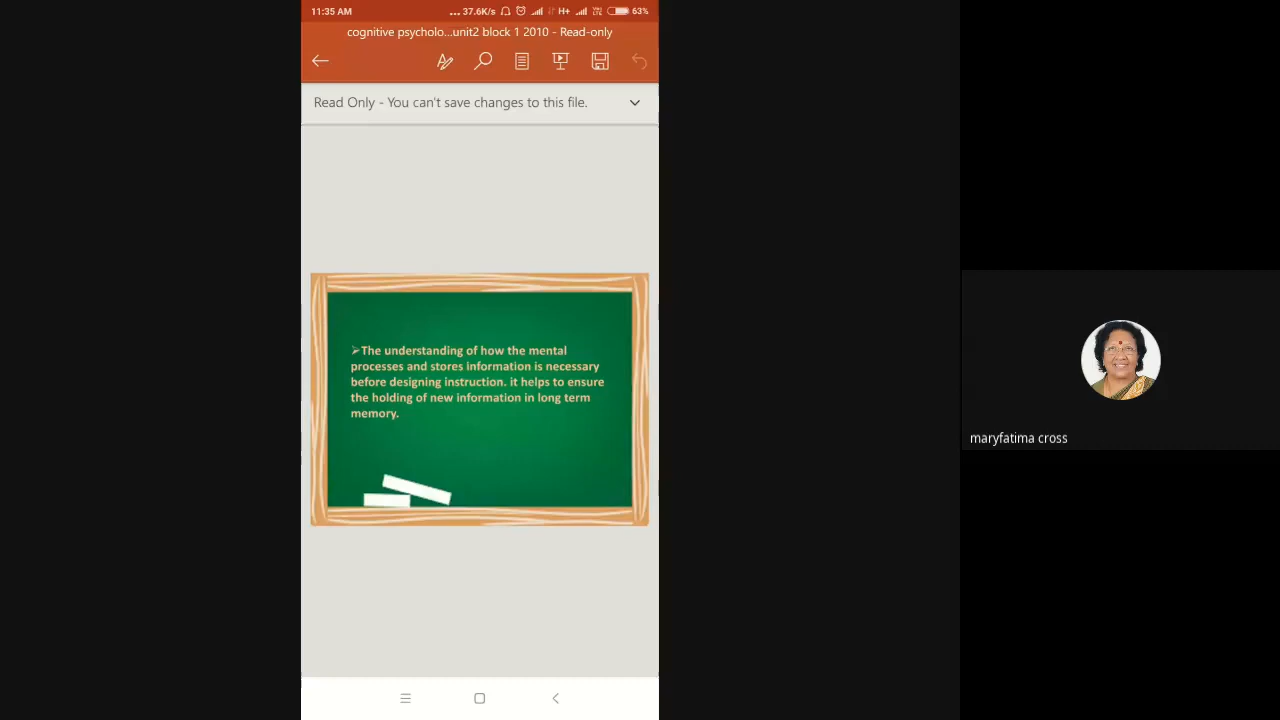 11:35 AM
... 37.6K/s H+ 63%
cognitive psycholo...unit2 block 1 2010 - Read-only
Read Only - You can't save changes to this file.
➢The understanding of how the mental
processes and stores information is necessary
before designing instruction. it helps to ensure
the holding of new information in long term
memory.
maryfatima cross